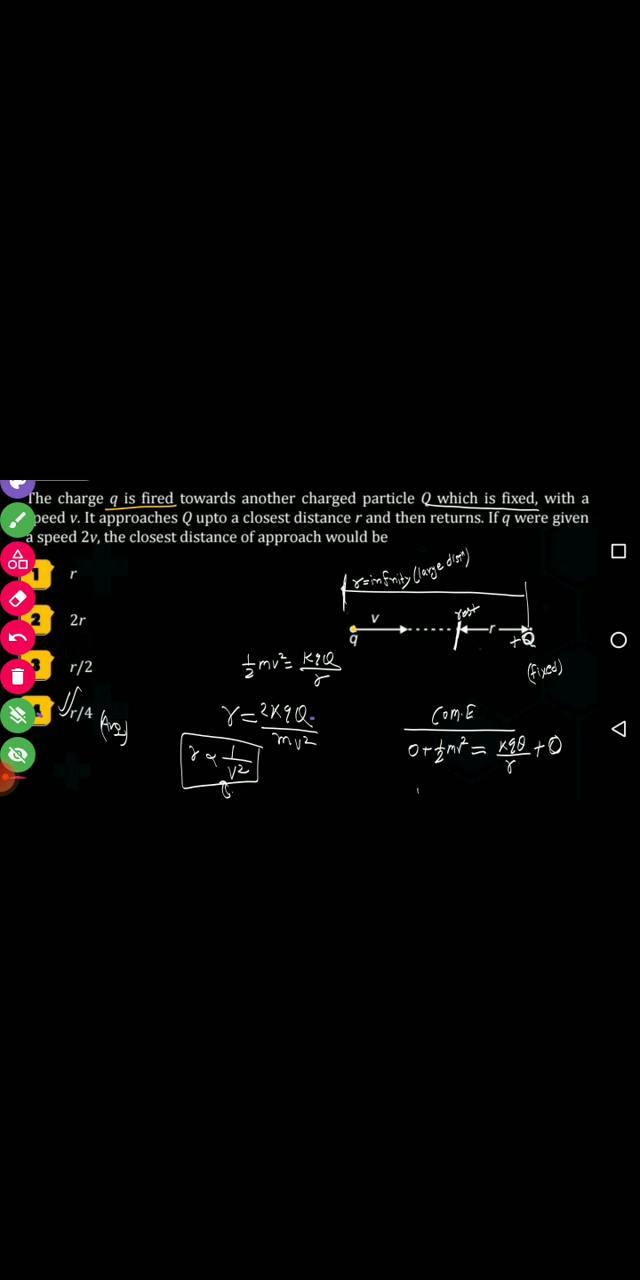 The charge q is fired towards another charged particle Q which is fixed, with a
speed v. It approaches Q upto a closest distance r and then returns. If q were given
a speed 2v, the closest distance of approach would be
1 r
2 2r
3 r/2
4 r/4 (Ans)
r=infinity (large distn)
v
q
rest
r
+Q
(fixed)
½mv² = KqQ/r
r = 2KqQ/mv²
r ∝ 1/v²
COM.E
0+½mv² = KqQ/r + 0